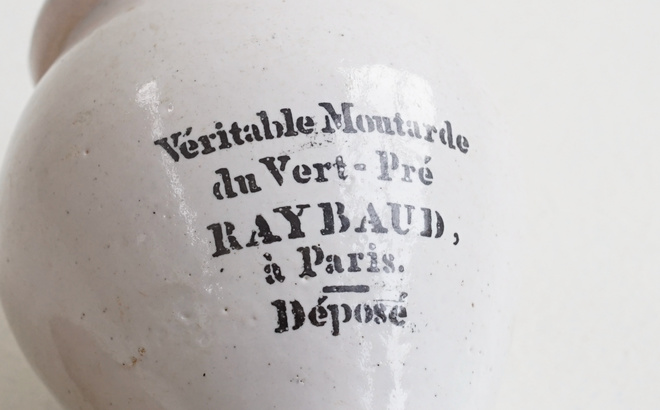 Véritable Moutarde
du Vert-Pré
RAYBAUD,
à Paris.
Déposé